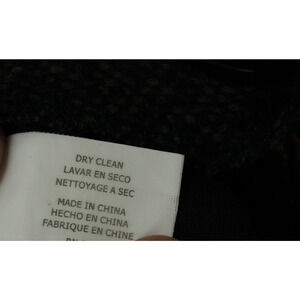 DRY CLEAN
LAVAR EN SECO
NETTOYAGE A SEC
MADE IN CHINA
HECHO EN CHINA
FABRIQUE EN CHINE